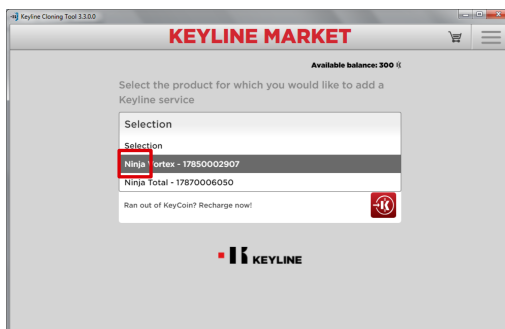 Keyline Cloning Tool 3.3.0.0
KEYLINE MARKET
Available balance: 300
Select the product for which you would like to add a
Keyline service
Selection
Selection
Ninja Vortex - 17850002907
Ninja Total - 17870006050
Ran out of KeyCoin? Recharge now!
KEYLINE